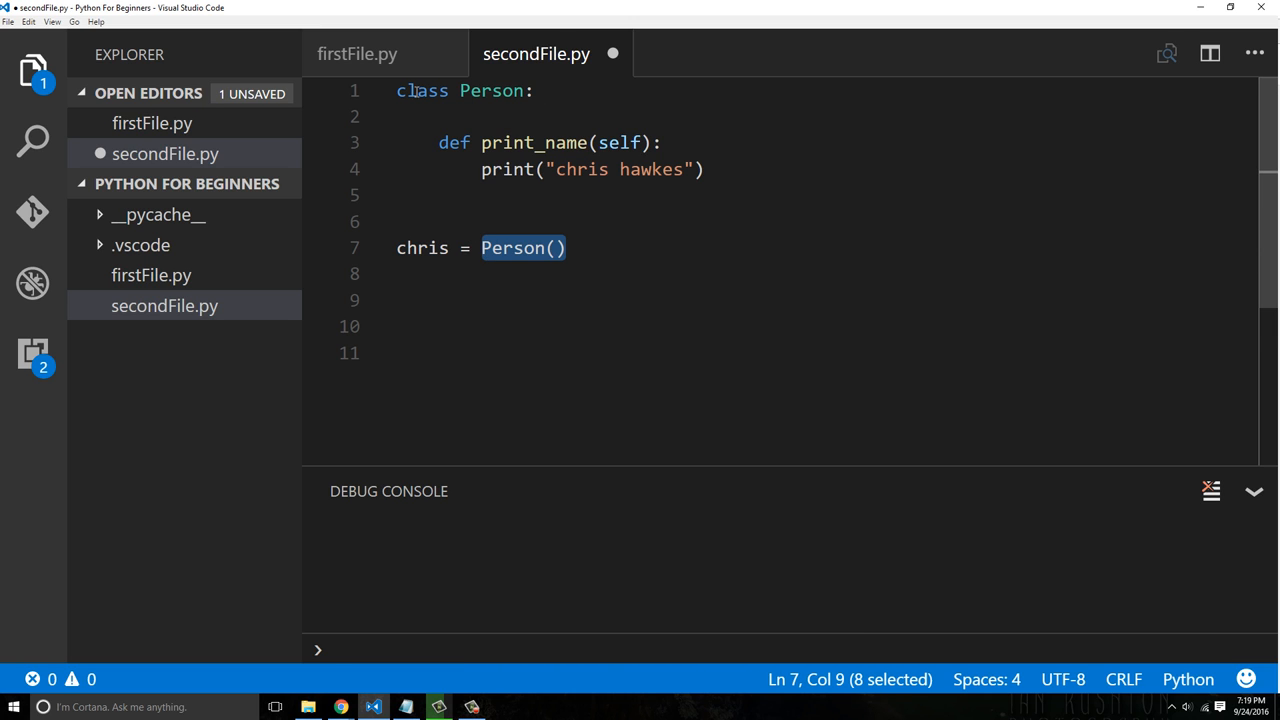 secondFile.py - Python For Beginners - Visual Studio Code
File Edit View Go Help
EXPLORER
OPEN EDITORS 1 UNSAVED
firstFile.py
secondFile.py
PYTHON FOR BEGINNERS
__pycache__
.vscode
firstFile.py
secondFile.py
1
2
firstFile.py secondFile.py
1 class Person:
2
3 def print_name(self):
4 print("chris hawkes")
5
6
7 chris = Person()
8
9
10
11
DEBUG CONSOLE
0 0 Ln 7, Col 9 (8 selected) Spaces: 4 UTF-8 CRLF Python
I'm Cortana. Ask me anything.
7:19 PM
9/24/2016